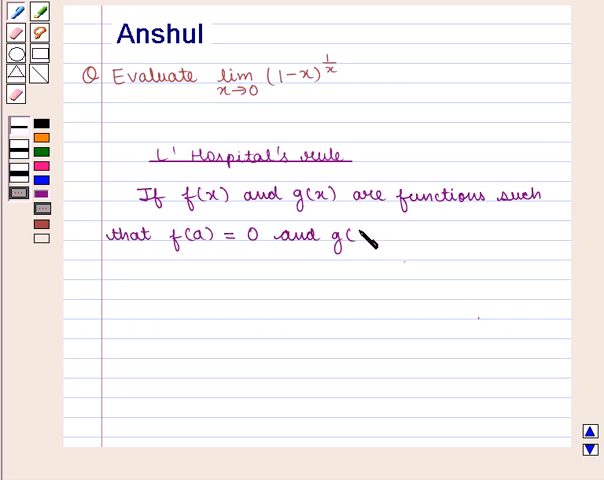 Anshul
Q Evaluate lim x→0 (1-x)^{1/x}
L' Hospital's rule
If f(x) and g(x) are functions such
that f(a) = 0 and g(